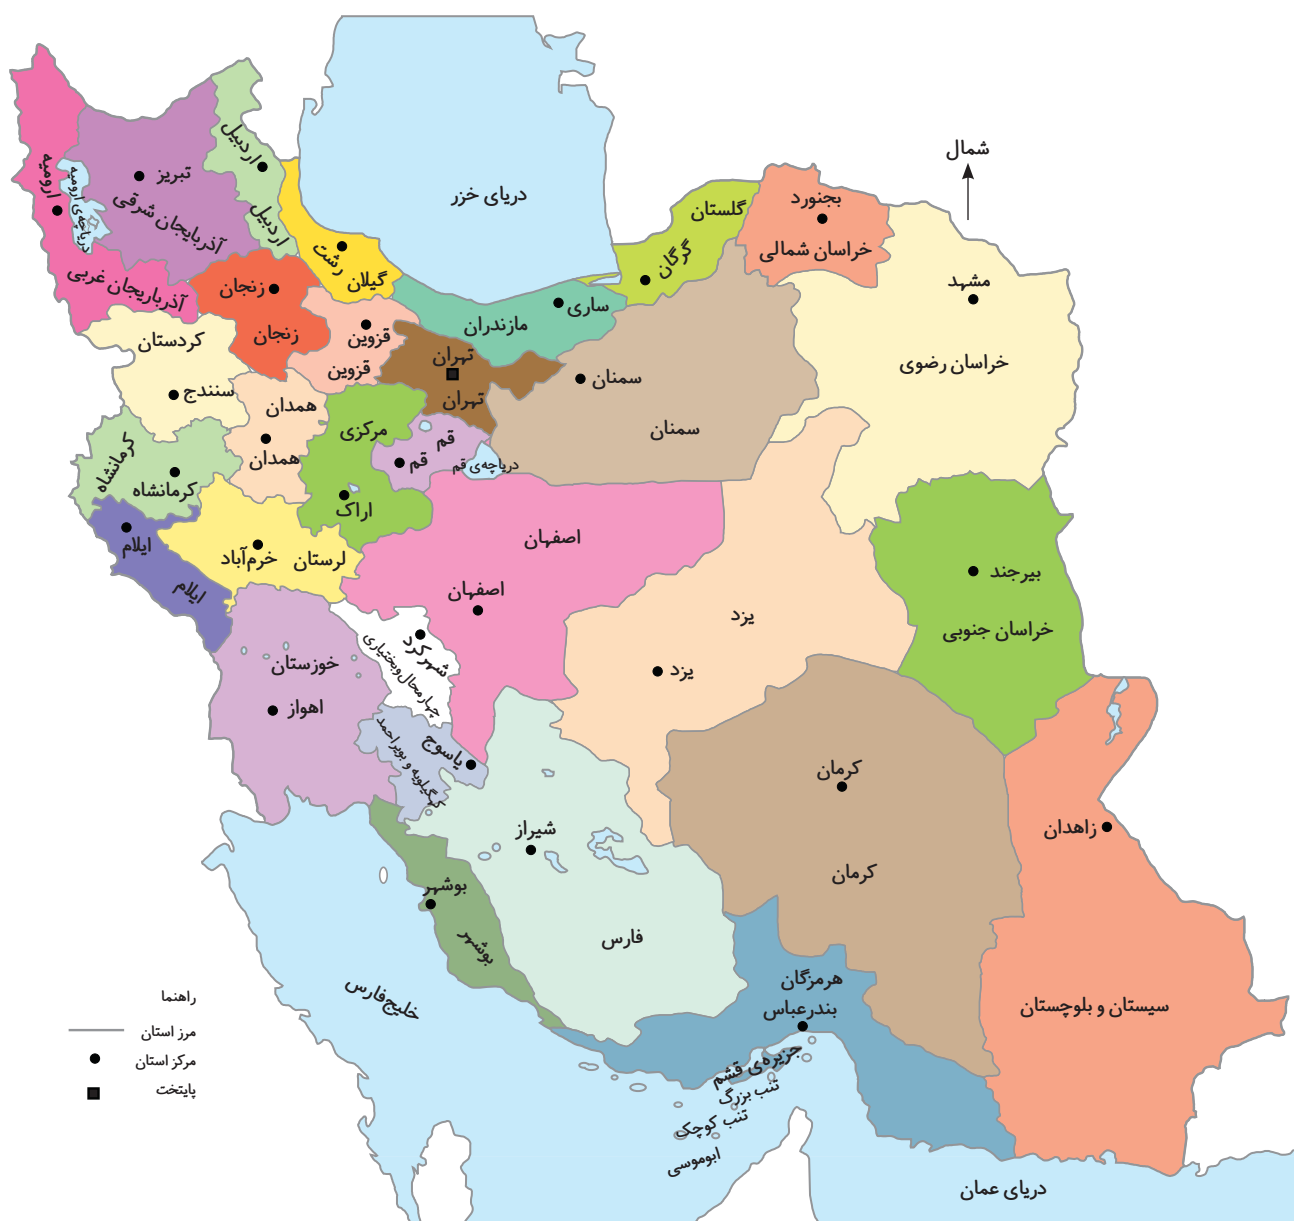 شمال
دریای خزر
اردبیل
اردبیل
تبریز
آذربایجان شرقی
ارومیه
دریاچه‌ی ارومیه
آذرباریجان غربی
گیلان
رشت
گلستان
گرگان
بجنورد
خراسان شمالی
مشهد
خراسان رضوی
زنجان
زنجان
قزوین
قزوین
ساری
مازندران
تهران
تهران
سمنان
سمنان
کردستان
سنندج
همدان
همدان
مرکزی
اراک
قم
قم
دریاچه‌ی قم
کرمانشاه
کرمانشاه
ایلام
ایلام
لرستان
خرم‌آباد
اصفهان
اصفهان
یزد
یزد
بیرجند
خراسان جنوبی
خوزستان
اهواز
شهرکرد
چهارمحال‌وبختیاری
یاسوج
کهگیلویه و بویراحمد
شیراز
فارس
کرمان
کرمان
زاهدان
سیستان و بلوچستان
بوشهر
بوشهر
هرمزگان
بندرعباس
جزیره‌ی قشم
تنب بزرگ
تنب کوچک
ابوموسی
خلیج‌فارس
دریای عمان
راهنما
مرز استان
مرکز استان
پایتخت